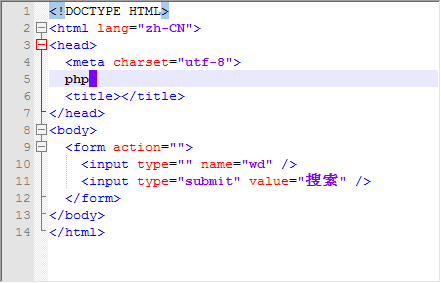 1 <!DOCTYPE HTML>
2 <html lang="zh-CN">
3 <head>
4 <meta charset="utf-8">
5 php
6 <title></title>
7 </head>
8 <body>
9 <form action="">
10 <input type="" name="wd" />
11 <input type="submit" value="搜索" />
12 </form>
13 </body>
14 </html>